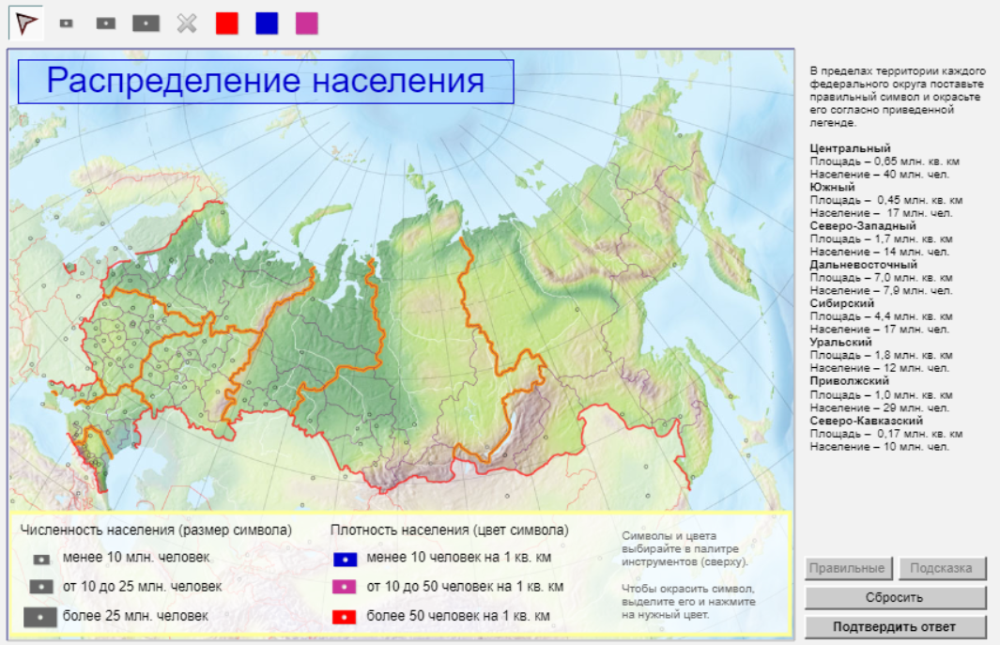 Распределение населения
В пределах территории каждого
федерального округа поставьте
правильный символ и окрасьте
его согласно приведенной
легенде.
Центральный
Площадь – 0,65 млн. кв. км
Население – 40 млн. чел.
Южный
Площадь –  0,45 млн. кв. км
Население –  17 млн. чел.
Северо-Западный
Площадь – 1,7 млн. кв. км
Население – 14 млн. чел.
Дальневосточный
Площадь – 7,0 млн. кв. км
Население – 7,9 млн. чел.
Сибирский
Площадь – 4,4 млн. кв. км
Население – 17 млн. чел.
Уральский
Площадь – 1,8 млн. кв. км
Население – 12 млн. чел.
Приволжский
Площадь – 1,0 млн. кв. км
Население – 29 млн. чел.
Северо-Кавказский
Площадь –  0,17 млн. кв. км
Население – 10 млн. чел.
Численность населения (размер символа)
менее 10 млн. человек
от 10 до 25 млн. человек
более 25 млн. человек
Плотность населения (цвет символа)
менее 10 человек на 1 кв. км
от 10 до 50 человек на 1 кв. км
более 50 человек на 1 кв. км
Символы и цвета
выбирайте в палитре
инструментов (сверху).
Чтобы окрасить символ,
выделите его и нажмите
на нужный цвет.
Правильные
Подсказка
Сбросить
Подтвердить ответ